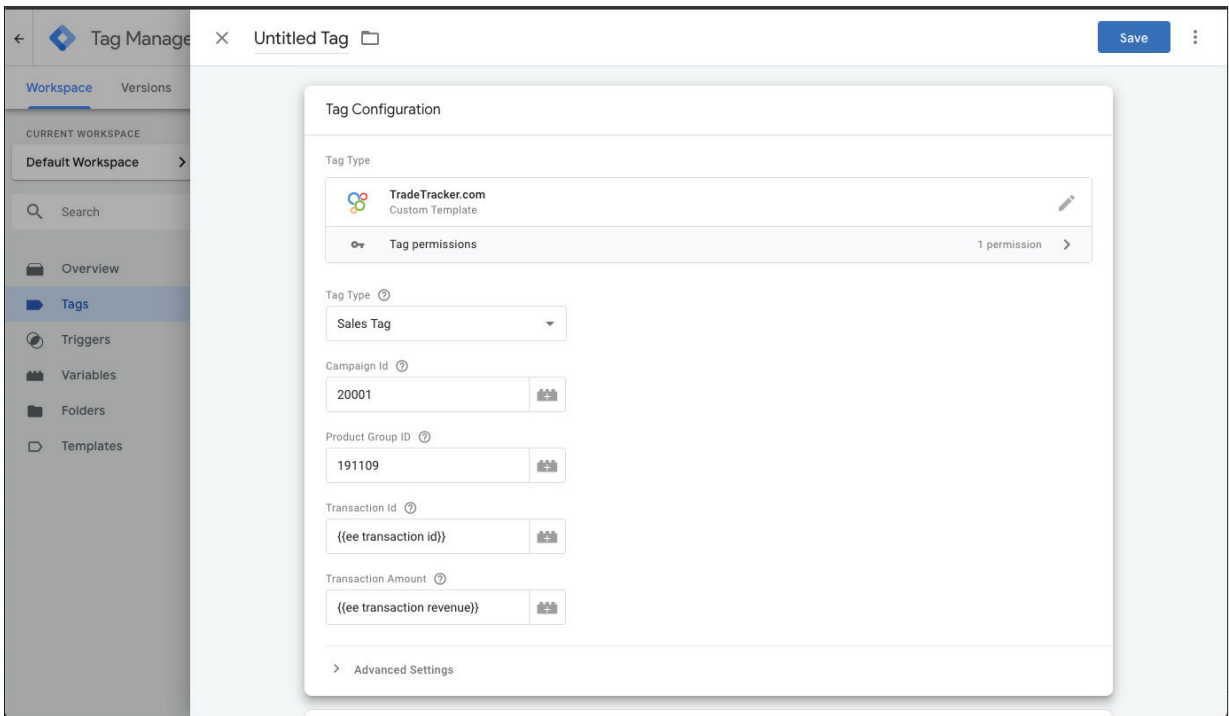 Tag Manage
Untitled Tag
Save
Workspace Versions
CURRENT WORKSPACE
Default Workspace
Search
Overview
Tags
Triggers
Variables
Folders
Templates
Tag Configuration
Tag Type
TradeTracker.com
Custom Template
Tag permissions 1 permission
Tag Type
Sales Tag
Campaign Id
20001
Product Group ID
191109
Transaction Id
{{ee transaction id}}
Transaction Amount
{{ee transaction revenue}}
Advanced Settings